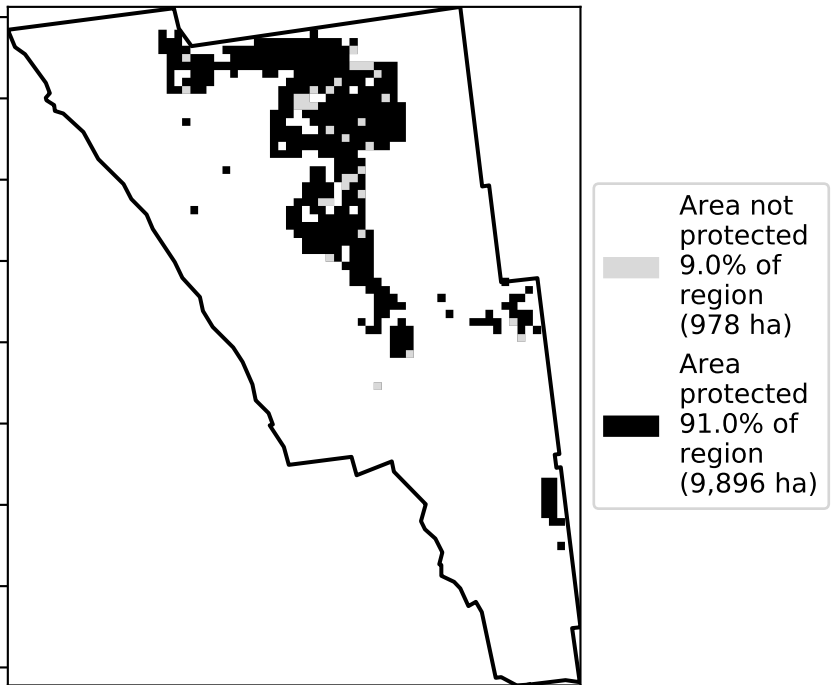 Area not
protected
9.0% of
region
(978 ha)
Area
protected
91.0% of
region
(9,896 ha)